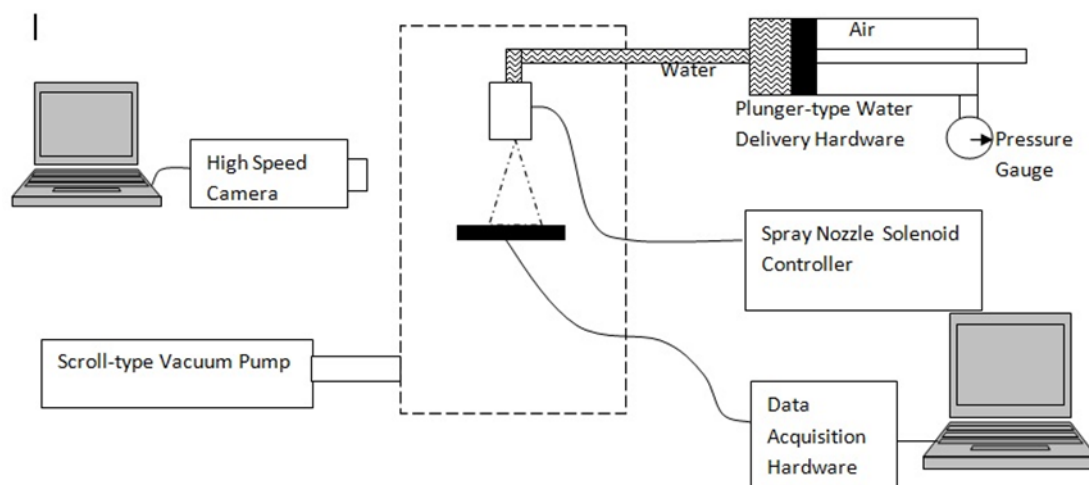 Air
Water
Plunger-type Water
Delivery Hardware
Pressure
Gauge
High Speed
Camera
Spray Nozzle Solenoid
Controller
Scroll-type Vacuum Pump
Data
Acquisition
Hardware